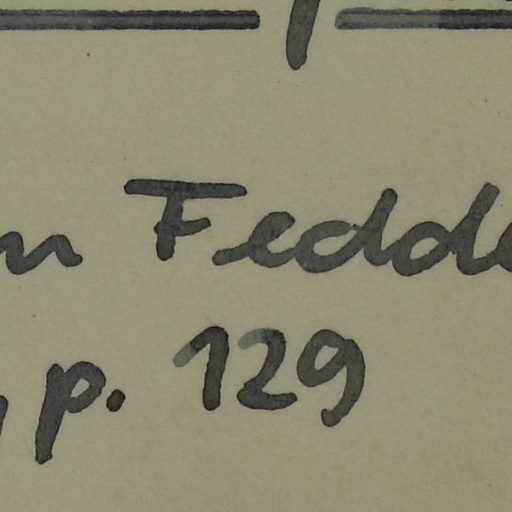 n Fedde
, p. 129